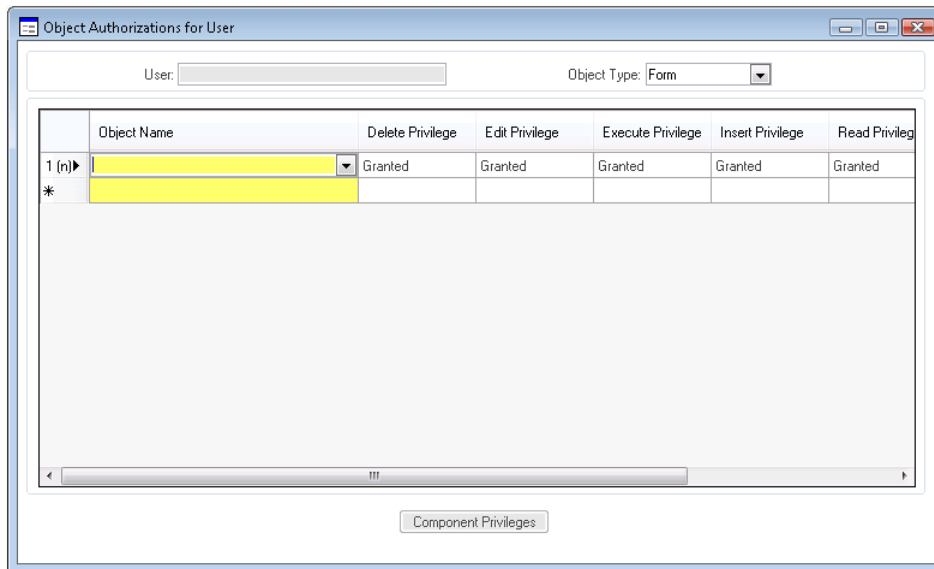 Object Authorizations for User
User:
Object Type: Form
Object Name Delete Privilege Edit Privilege Execute Privilege Insert Privilege Read Privileg
1 (n) Granted Granted Granted Granted Granted
*
Component Privileges